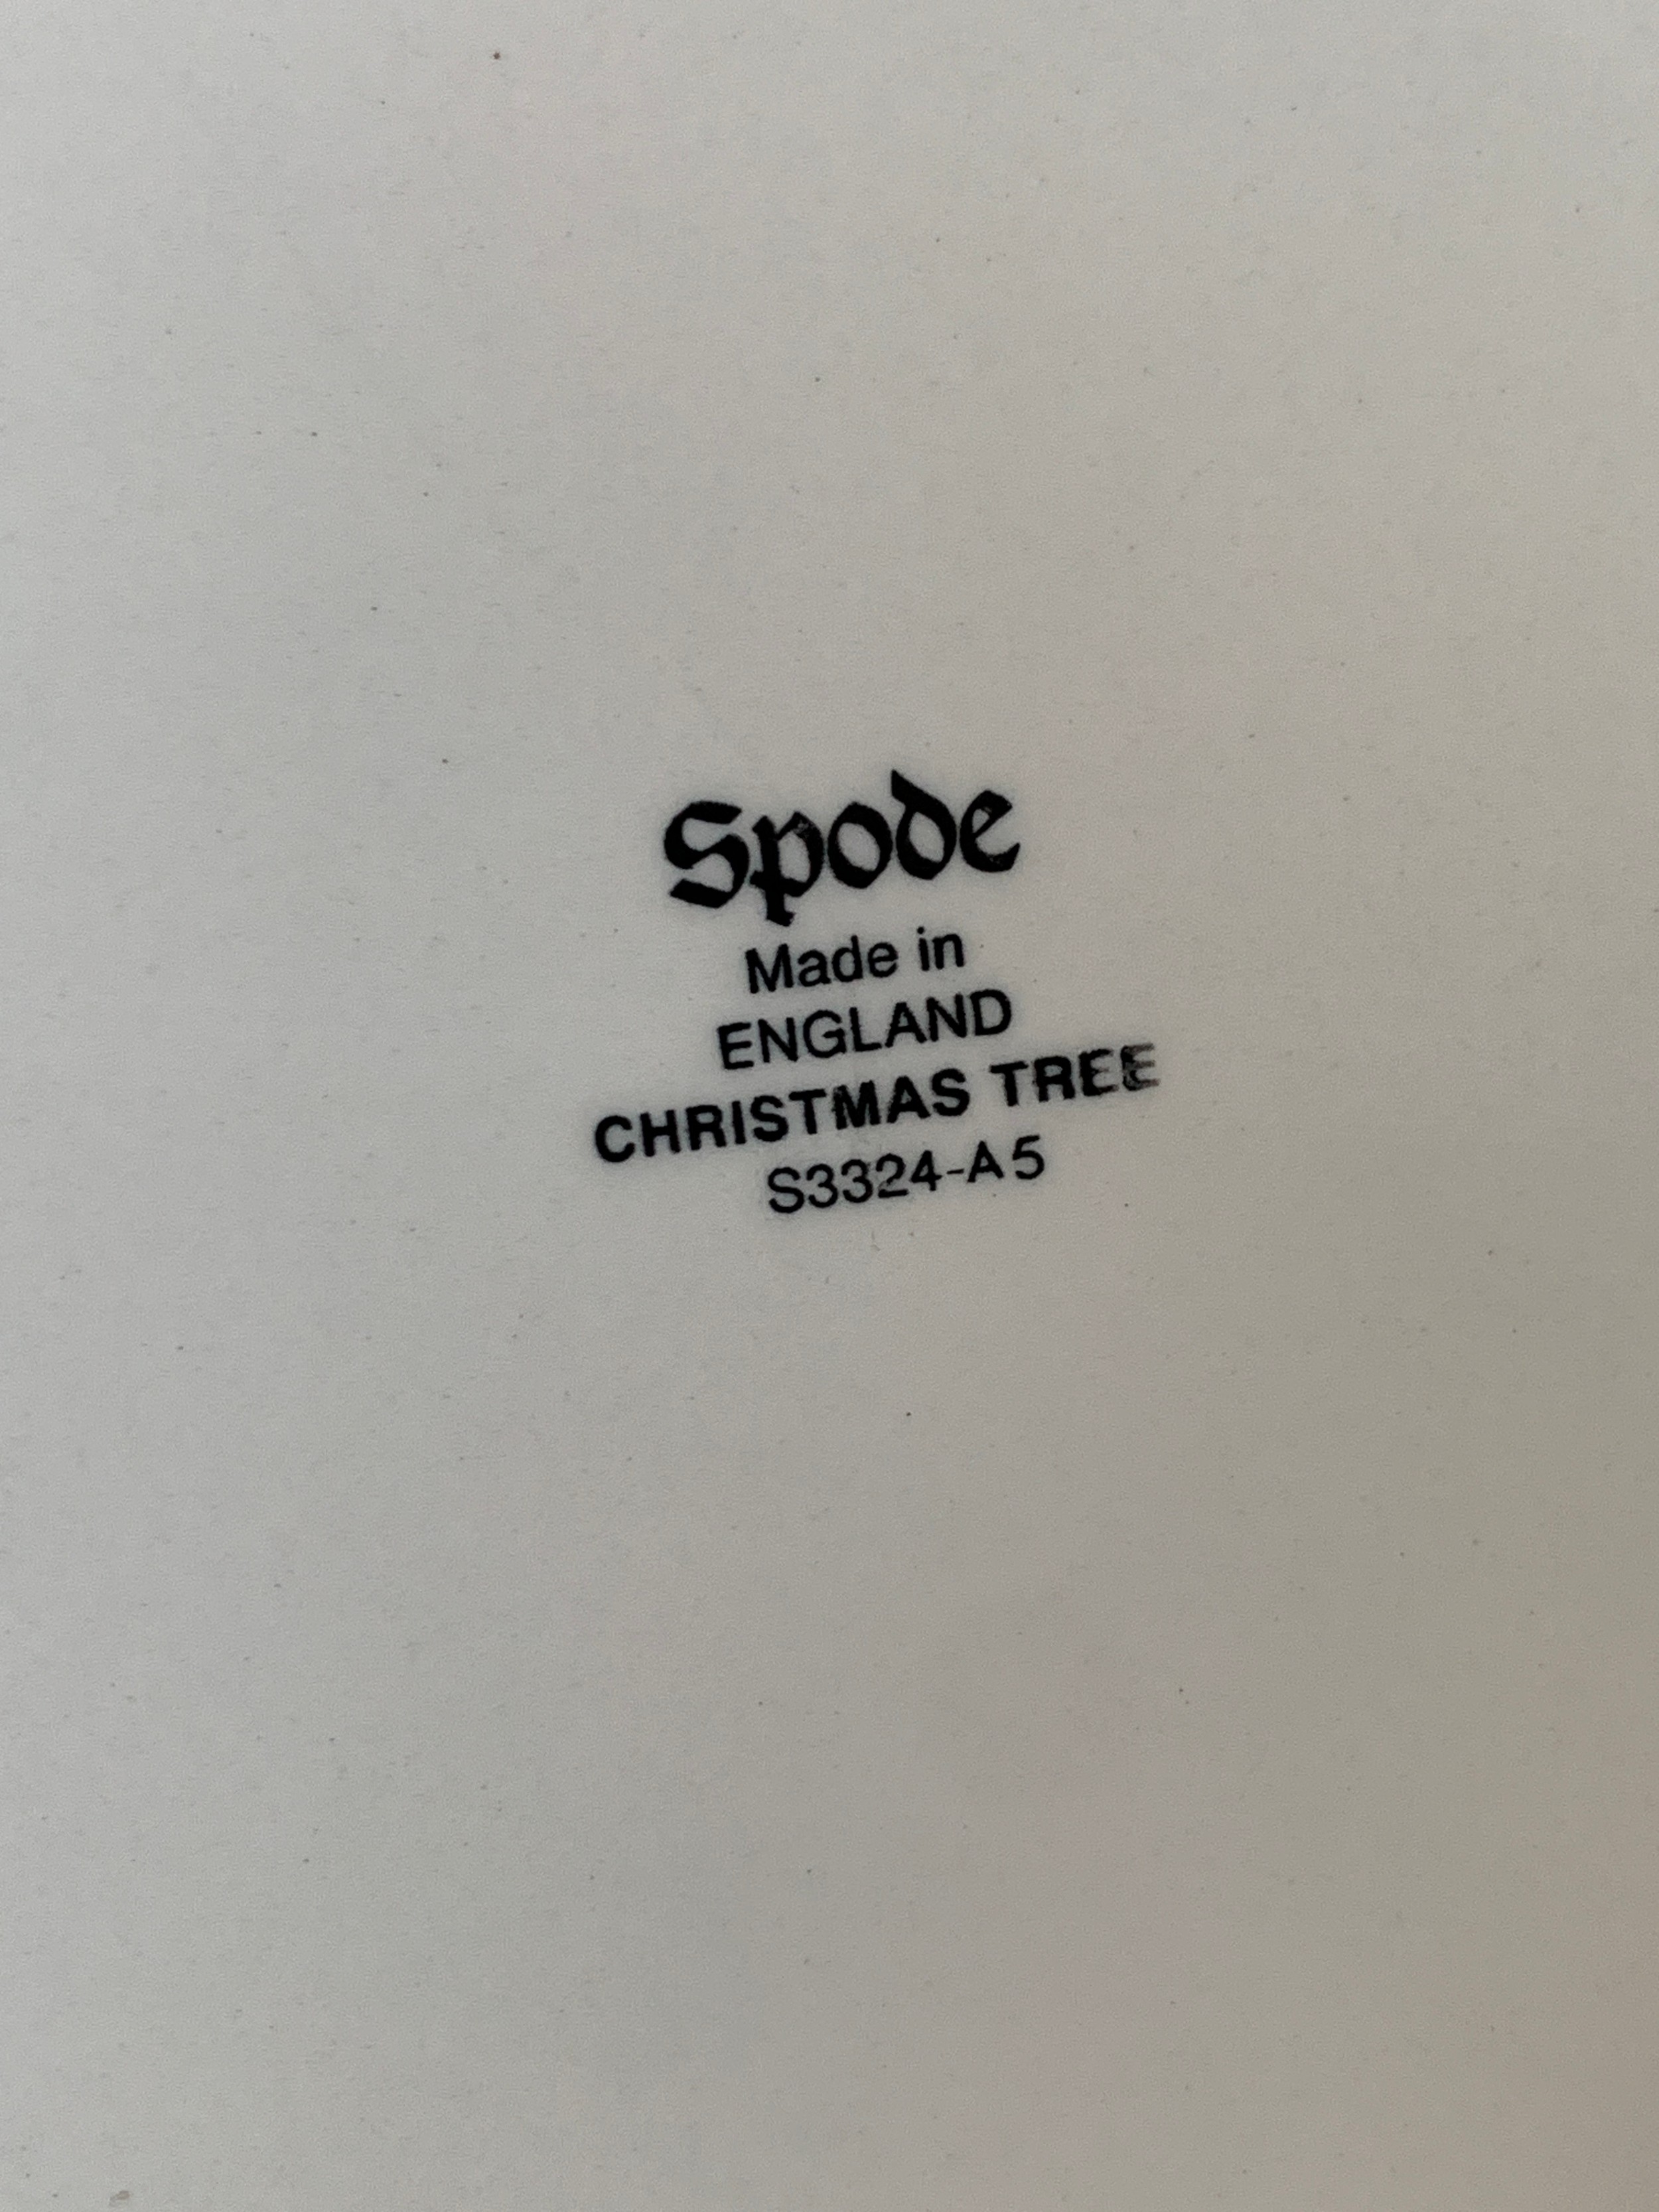 Spode
Made in
ENGLAND
CHRISTMAS TREE
S3324-A5